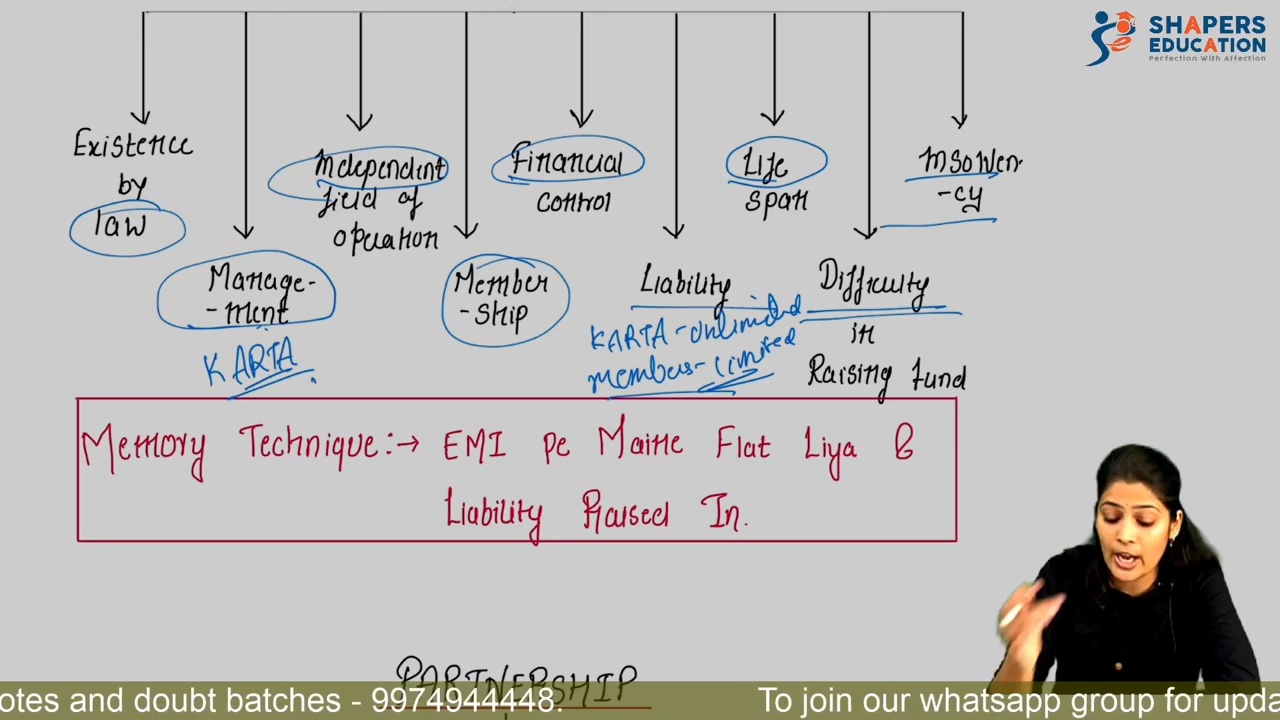 SHAPERS
EDUCATION
Perfection With Affection
Existence
by
law
Manage-
-ment
KARTA
Independent
field of
operation
Member
-ship
Financial
control
Liability
KARTA - unlimited
members - limited
Life
span
Difficulty
in
Raising Fund
Insolven
-cy
Memory Technique:→ EMI pe Maine Flat Liya &
Liability Raised In.
PARTNERSHIP
otes and doubt batches - 9974944448.
To join our whatsapp group for upda